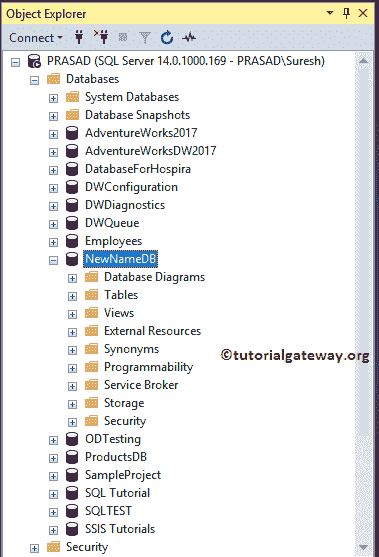 Object Explorer
Connect
PRASAD (SQL Server 14.0.1000.169 - PRASAD\Suresh)
Databases
System Databases
Database Snapshots
AdventureWorks2017
AdventureWorksDW2017
DatabaseForHospira
DWConfiguration
DWDiagnostics
DWQueue
Employees
NewNameDB
Database Diagrams
Tables
Views
External Resources
Synonyms
©tutorialgateway.org
Programmability
Service Broker
Storage
Security
ODTesting
ProductsDB
SampleProject
SQL Tutorial
SQLTEST
SSIS Tutorials
Security